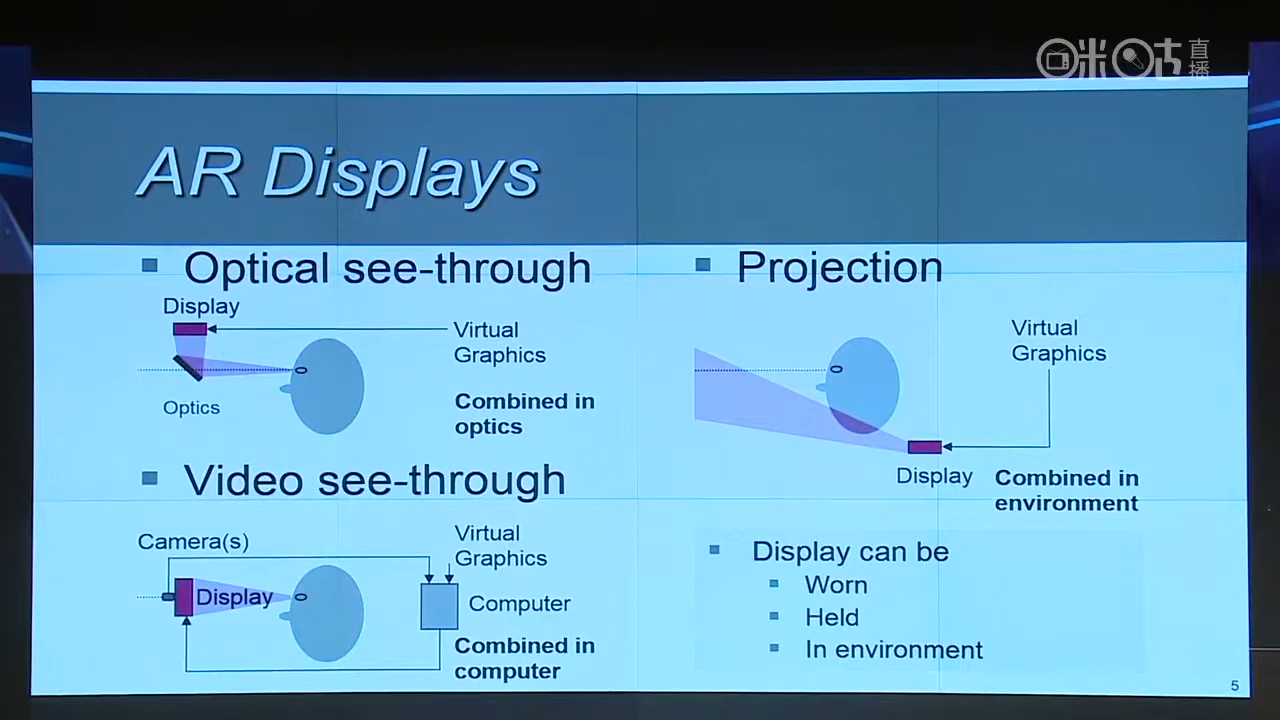 咪咕
直播
AR Displays
Optical see-through
Display
Virtual
Graphics
Optics
Combined in
optics
Video see-through
Camera(s)
Virtual
Graphics
Display
Computer
Combined in
computer
Projection
Virtual
Graphics
Display
Combined in
environment
Display can be
Worn
Held
In environment
5